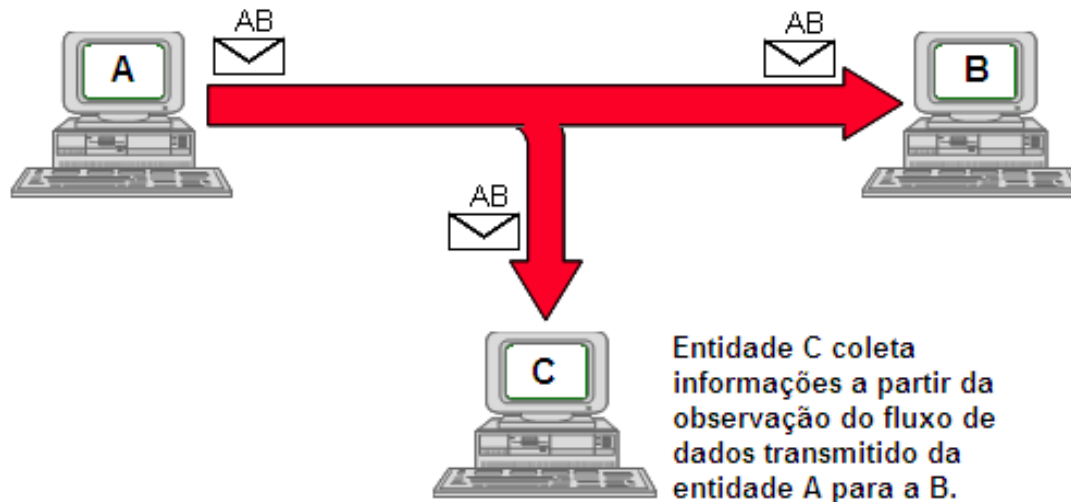 AB
AB
A
B
AB
C
Entidade C coleta
informações a partir da
observação do fluxo de
dados transmitido da
entidade A para a B.